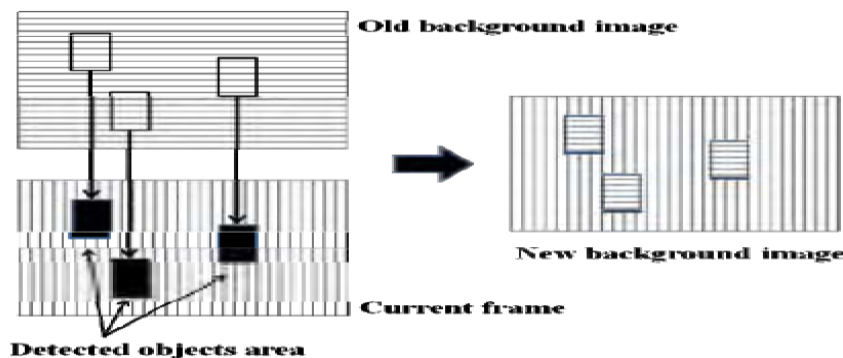 Old background image
New background image
Current frame
Detected objects area